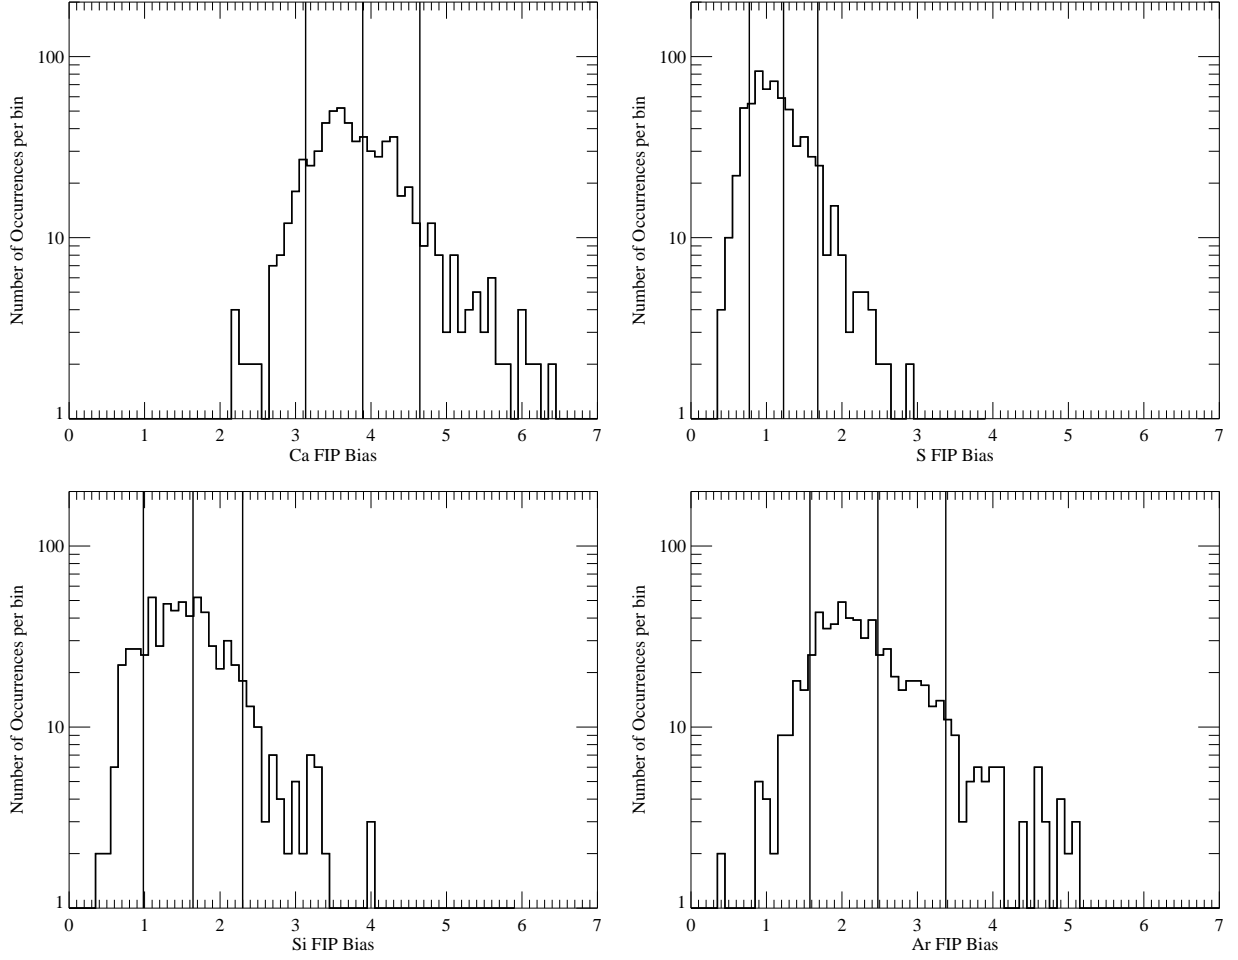 Number of Occurrences per bin
100
10
1
0 1 2 3 4 5 6 7
Ca FIP Bias
Number of Occurrences per bin
100
10
1
0 1 2 3 4 5 6 7
S FIP Bias
Number of Occurrences per bin
100
10
1
0 1 2 3 4 5 6 7
Si FIP Bias
Number of Occurrences per bin
100
10
1
0 1 2 3 4 5 6 7
Ar FIP Bias